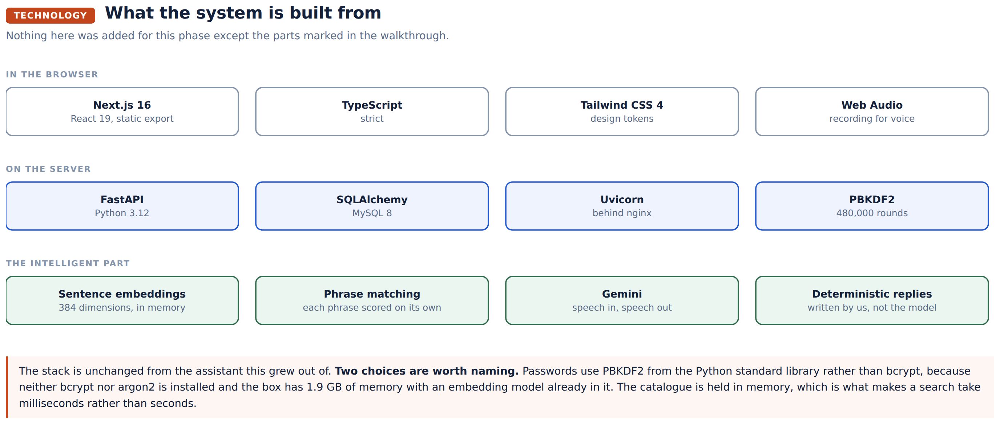 TECHNOLOGY What the system is built from
Nothing here was added for this phase except the parts marked in the walkthrough.
IN THE BROWSER
Next.js 16 TypeScript Tailwind CSS 4 Web Audio
React 19, static export strict design tokens recording for voice
ON THE SERVER
FastAPI SQLAlchemy Uvicorn PBKDF2
Python 3.12 MySQL 8 behind nginx 480,000 rounds
THE INTELLIGENT PART
Sentence embeddings Phrase matching Gemini Deterministic replies
384 dimensions, in memory each phrase scored on its own speech in, speech out written by us, not the model
The stack is unchanged from the assistant this grew out of. Two choices are worth naming. Passwords use PBKDF2 from the Python standard library rather than bcrypt, because
neither bcrypt nor argon2 is installed and the box has 1.9 GB of memory with an embedding model already in it. The catalogue is held in memory, which is what makes a search take
milliseconds rather than seconds.